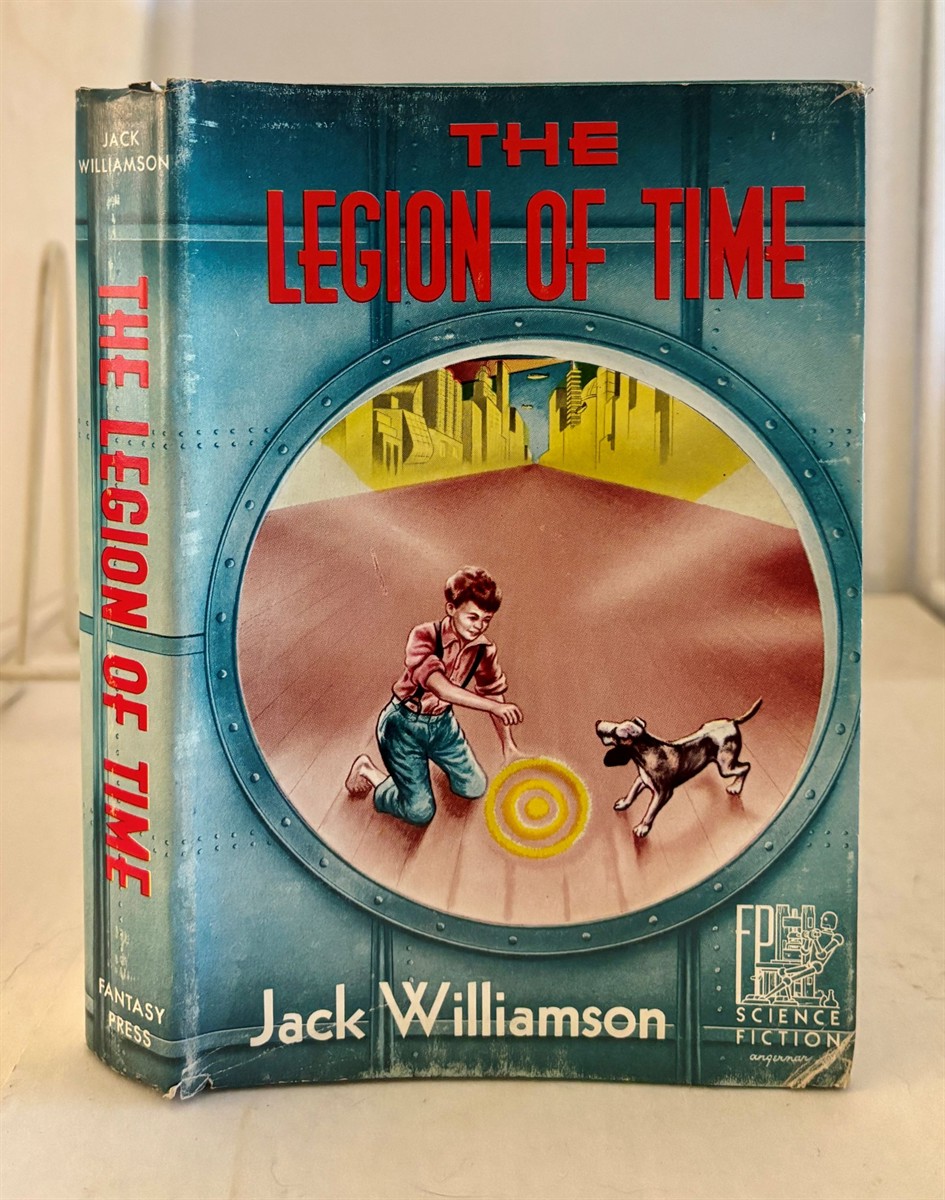 JACK
WILLIAMSON
THE LEGION OF TIME
FANTASY
PRESS
THE
LEGION OF TIME
Jack Williamson
FP
SCIENCE
FICTION